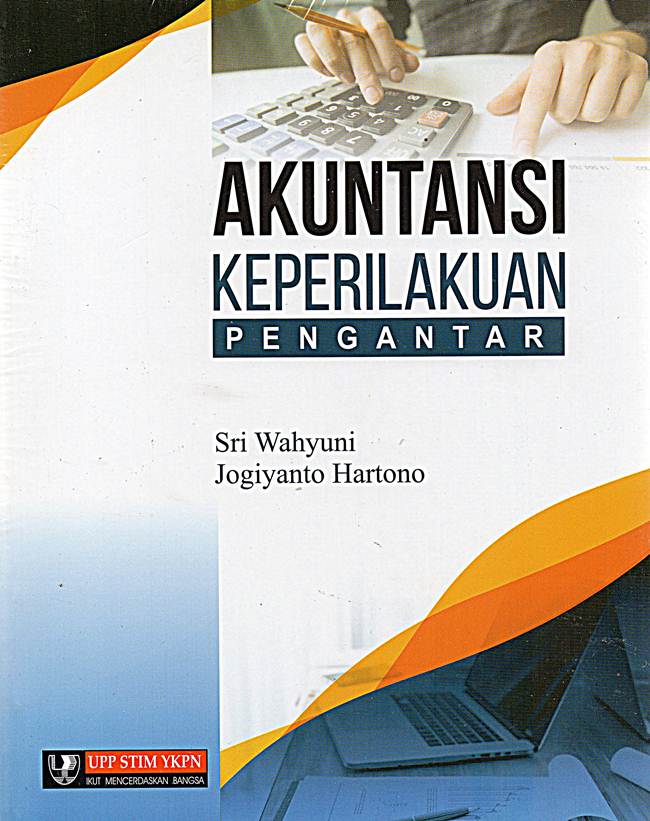 AKUNTANSI
KEPERILAKUAN
PENGANTAR
Sri Wahyuni
Jogiyanto Hartono
UPP STIM YKPN
IKUT MENCERDASKAN BANGSA